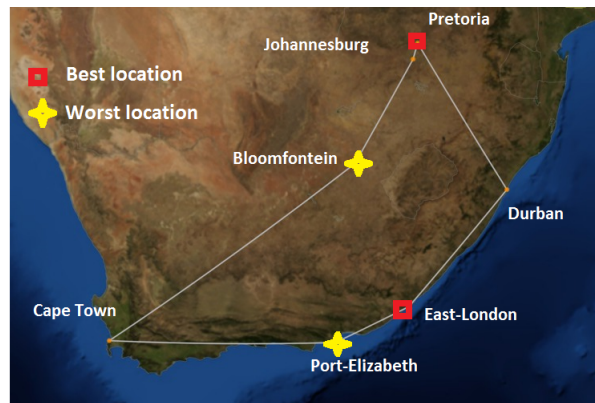 Pretoria
Johannesburg
Best location
Worst location
Bloomfontein
Durban
Cape Town
East-London
Port-Elizabeth